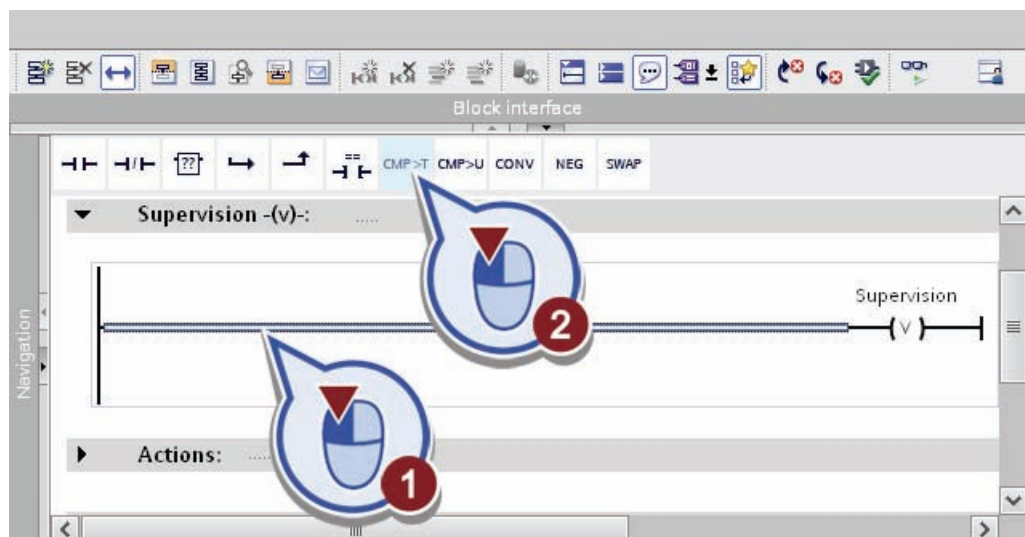 Block interface
?? == CMP>T CMP>U CONV NEG SWAP
Supervision -(v)-: .....
Supervision
( v )
Navigation
Actions: .....
1
2